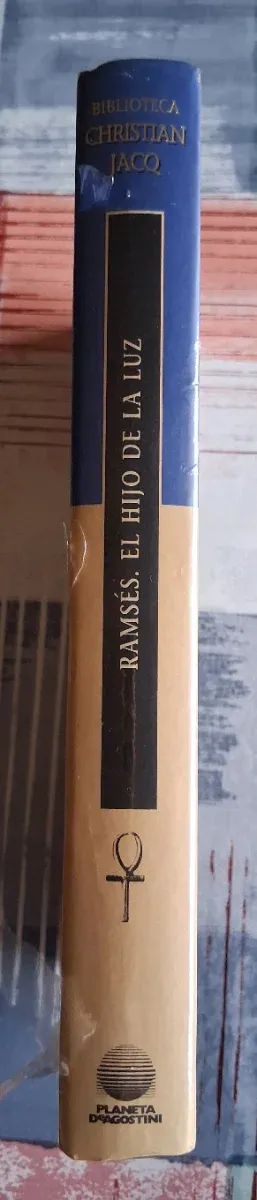 BIBLIOTECA
CHRISTIAN
JACQ
RAMSÉS. EL HIJO DE LA LUZ
PLANETA
DeAGOSTINI